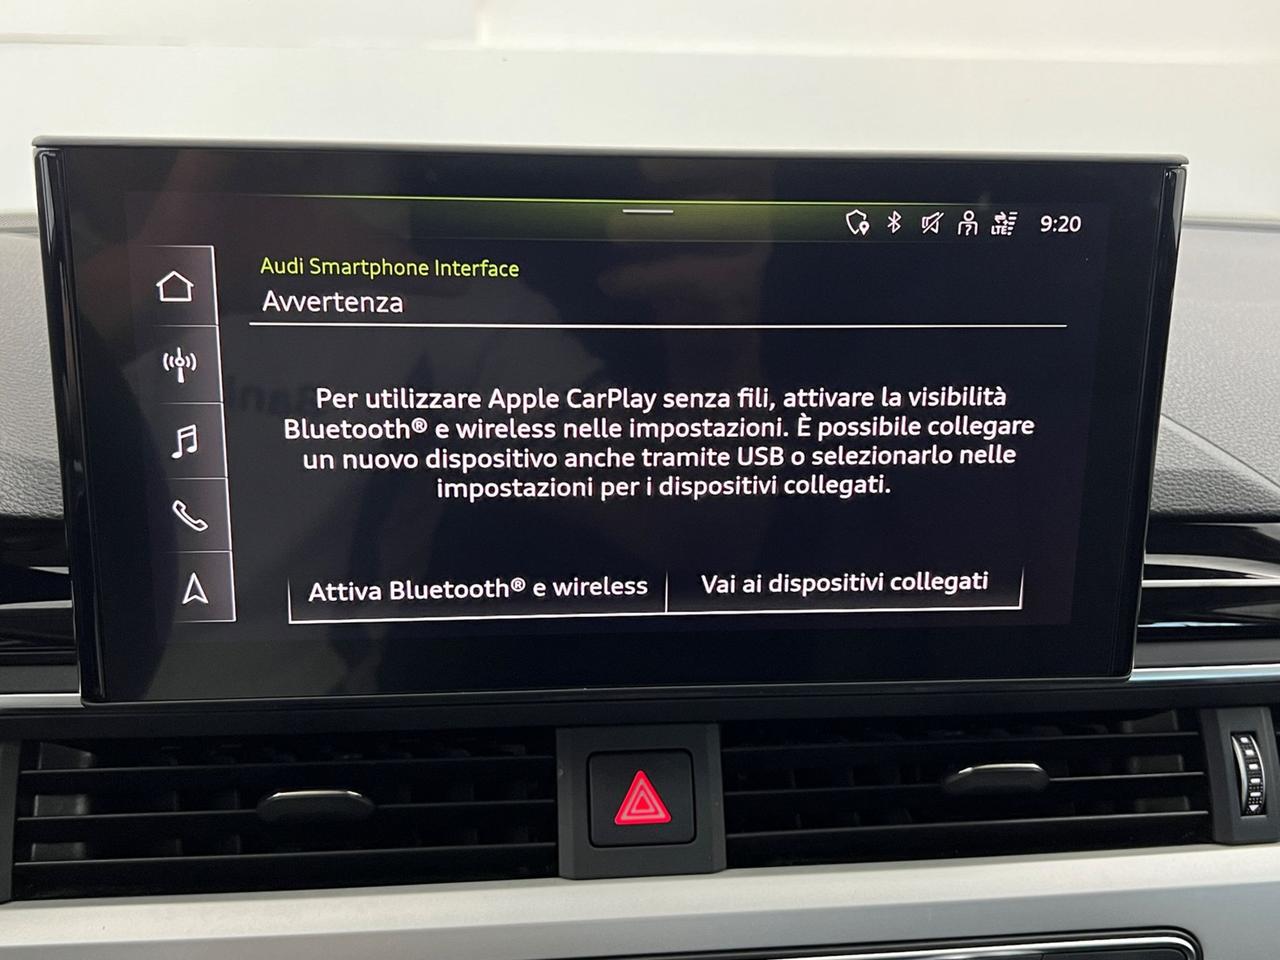 LTE
9:20
Audi Smartphone Interface
Avvertenza
Per utilizzare Apple CarPlay senza fili, attivare la visibilità
Bluetooth® e wireless nelle impostazioni. È possibile collegare
un nuovo dispositivo anche tramite USB o selezionarlo nelle
impostazioni per i dispositivi collegati.
Attiva Bluetooth® e wireless
Vai ai dispositivi collegati